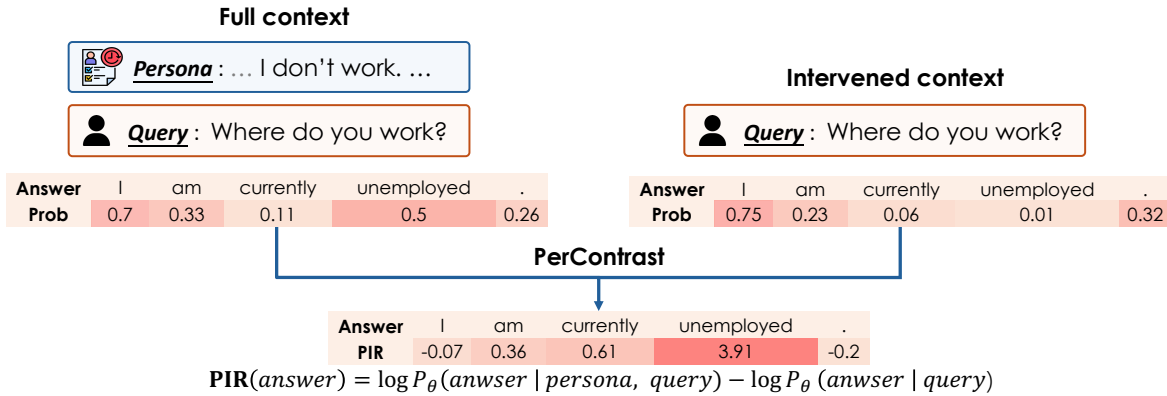 Full context
Persona : ... I don't work. ...
Query : Where do you work?
Answer I am currently unemployed .
Prob 0.7 0.33 0.11 0.5 0.26
Intervened context
Query : Where do you work?
Answer I am currently unemployed .
Prob 0.75 0.23 0.06 0.01 0.32
PerContrast
Answer I am currently unemployed .
PIR -0.07 0.36 0.61 3.91 -0.2
PIR(answer) = log Pθ(anwser | persona, query) − log Pθ (anwser | query)